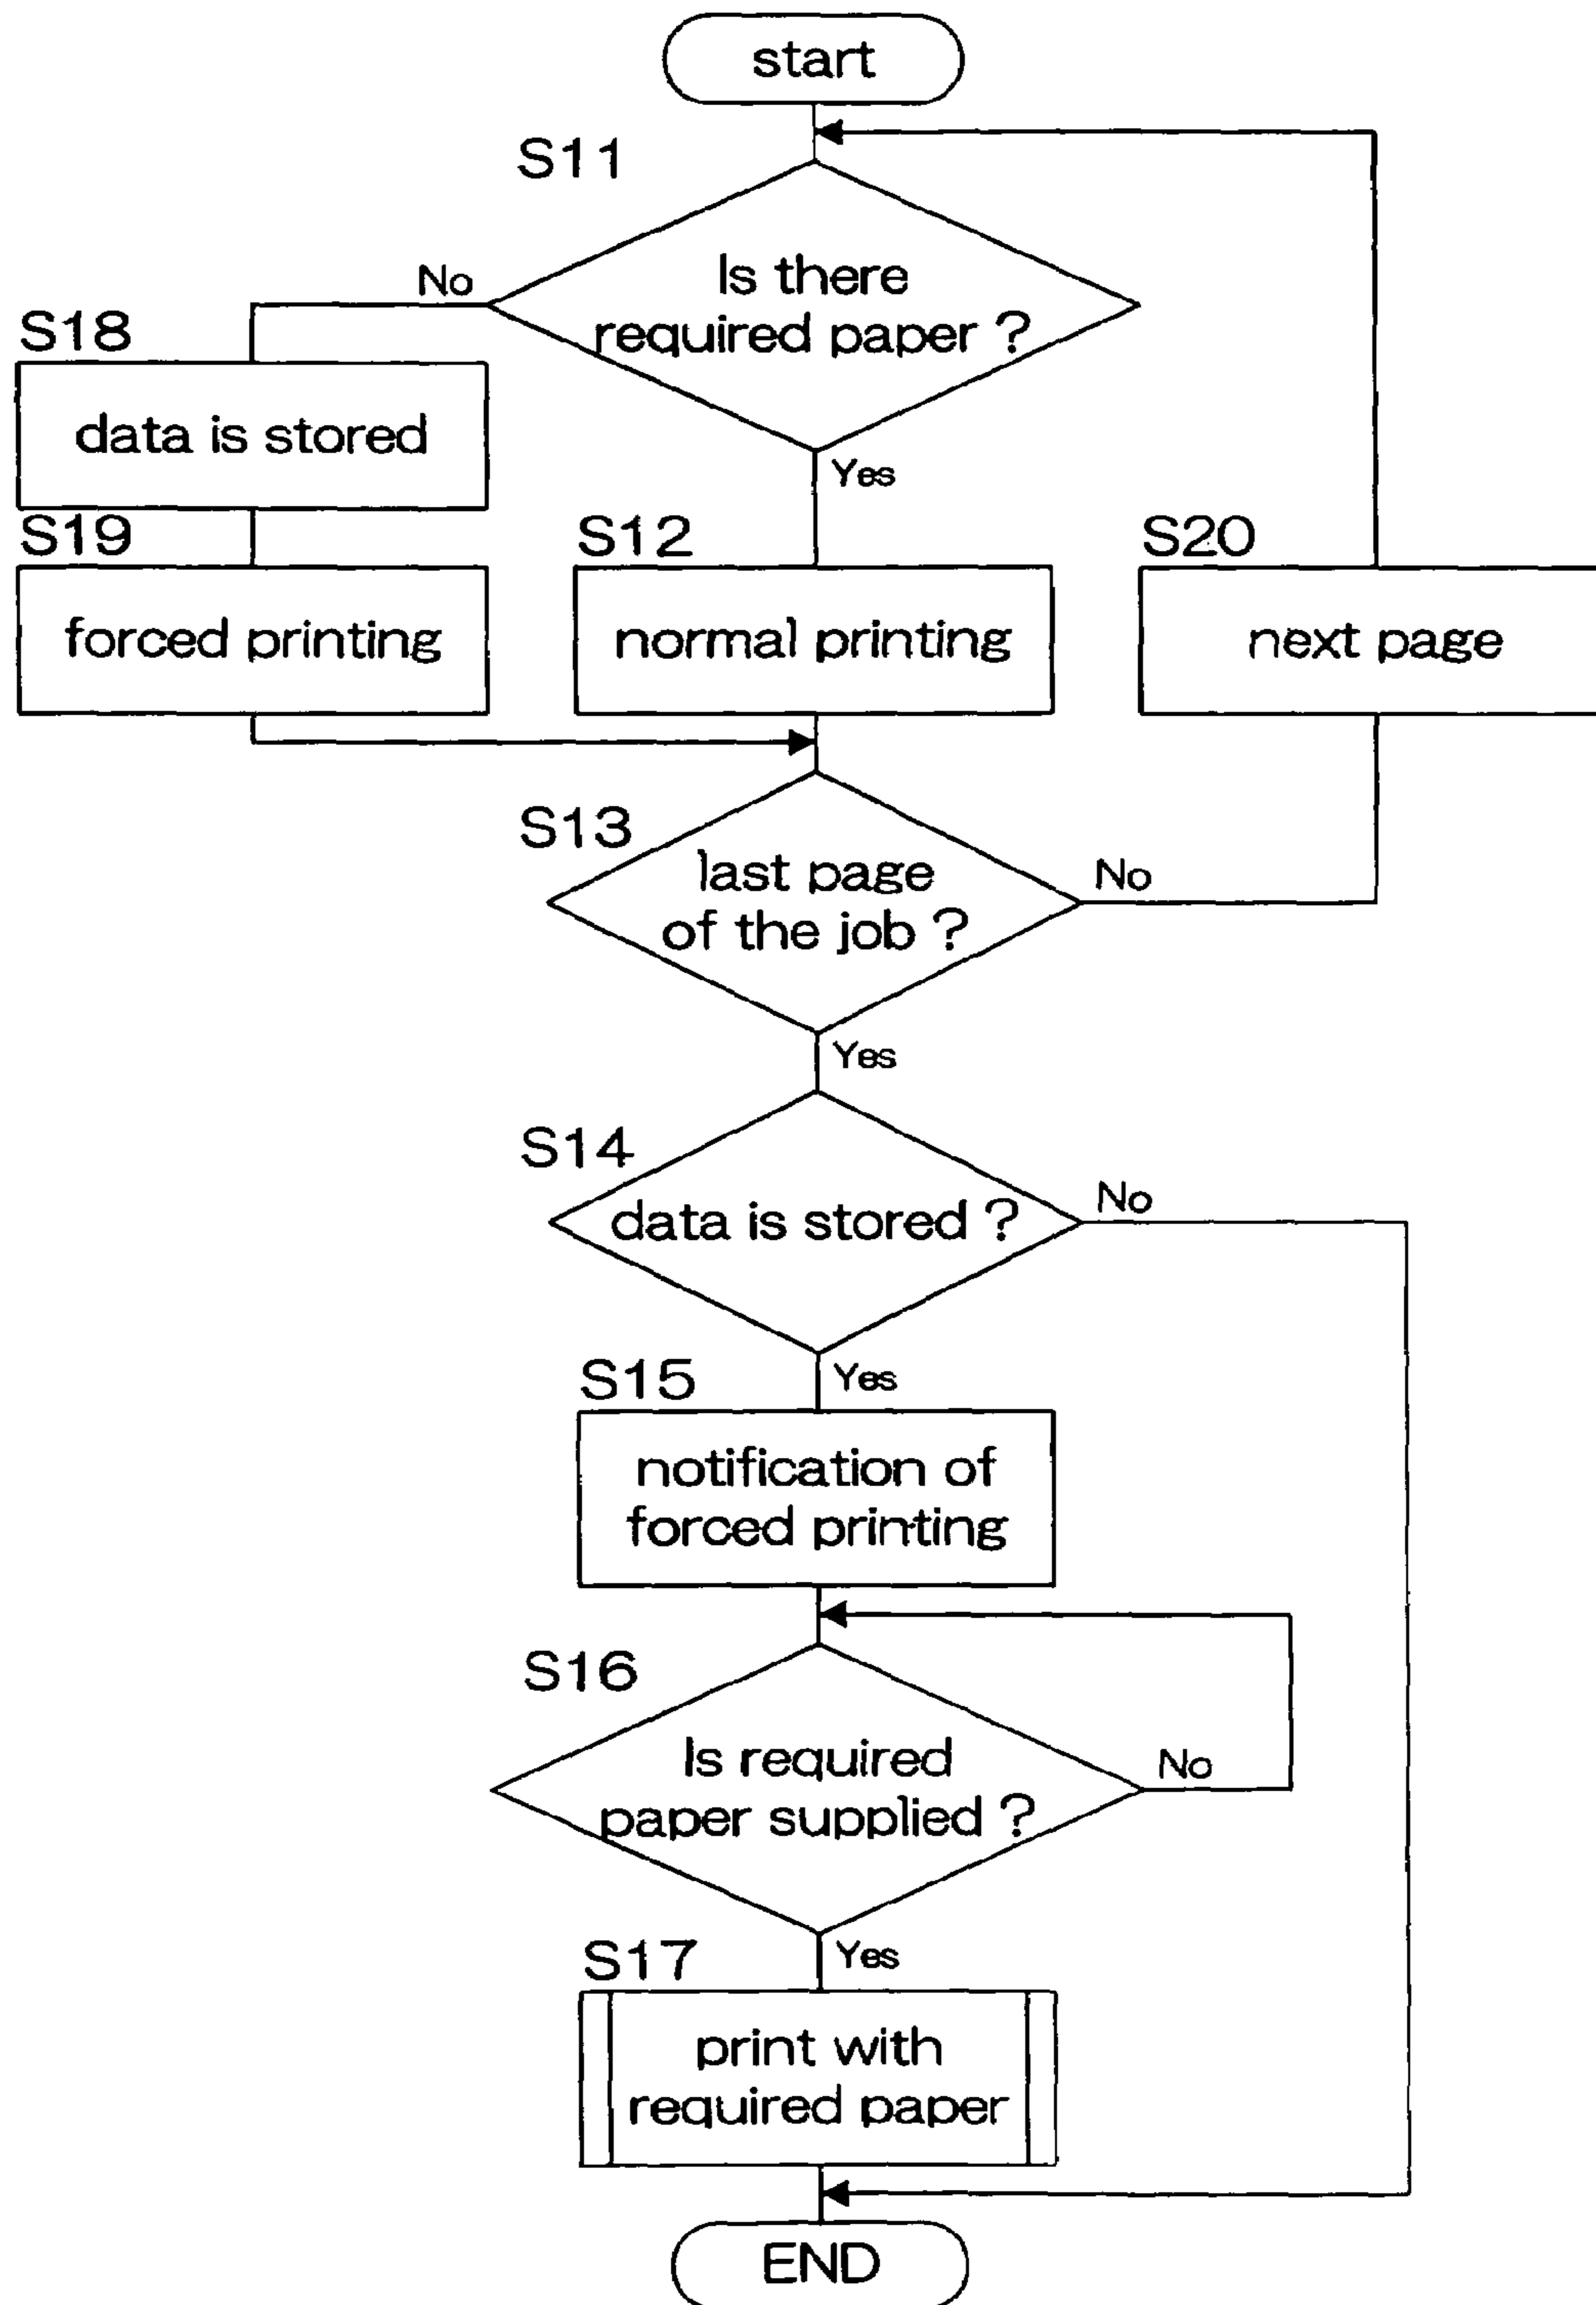 start
S11
Is there
required paper ?
No
Yes
S18
data is stored
S19
forced printing
S12
normal printing
S20
next page
S13
last page
of the job ?
No
Yes
S14
data is stored ?
No
Yes
S15
notification of
forced printing
S16
Is required
paper supplied ?
No
Yes
S17
print with
required paper
END